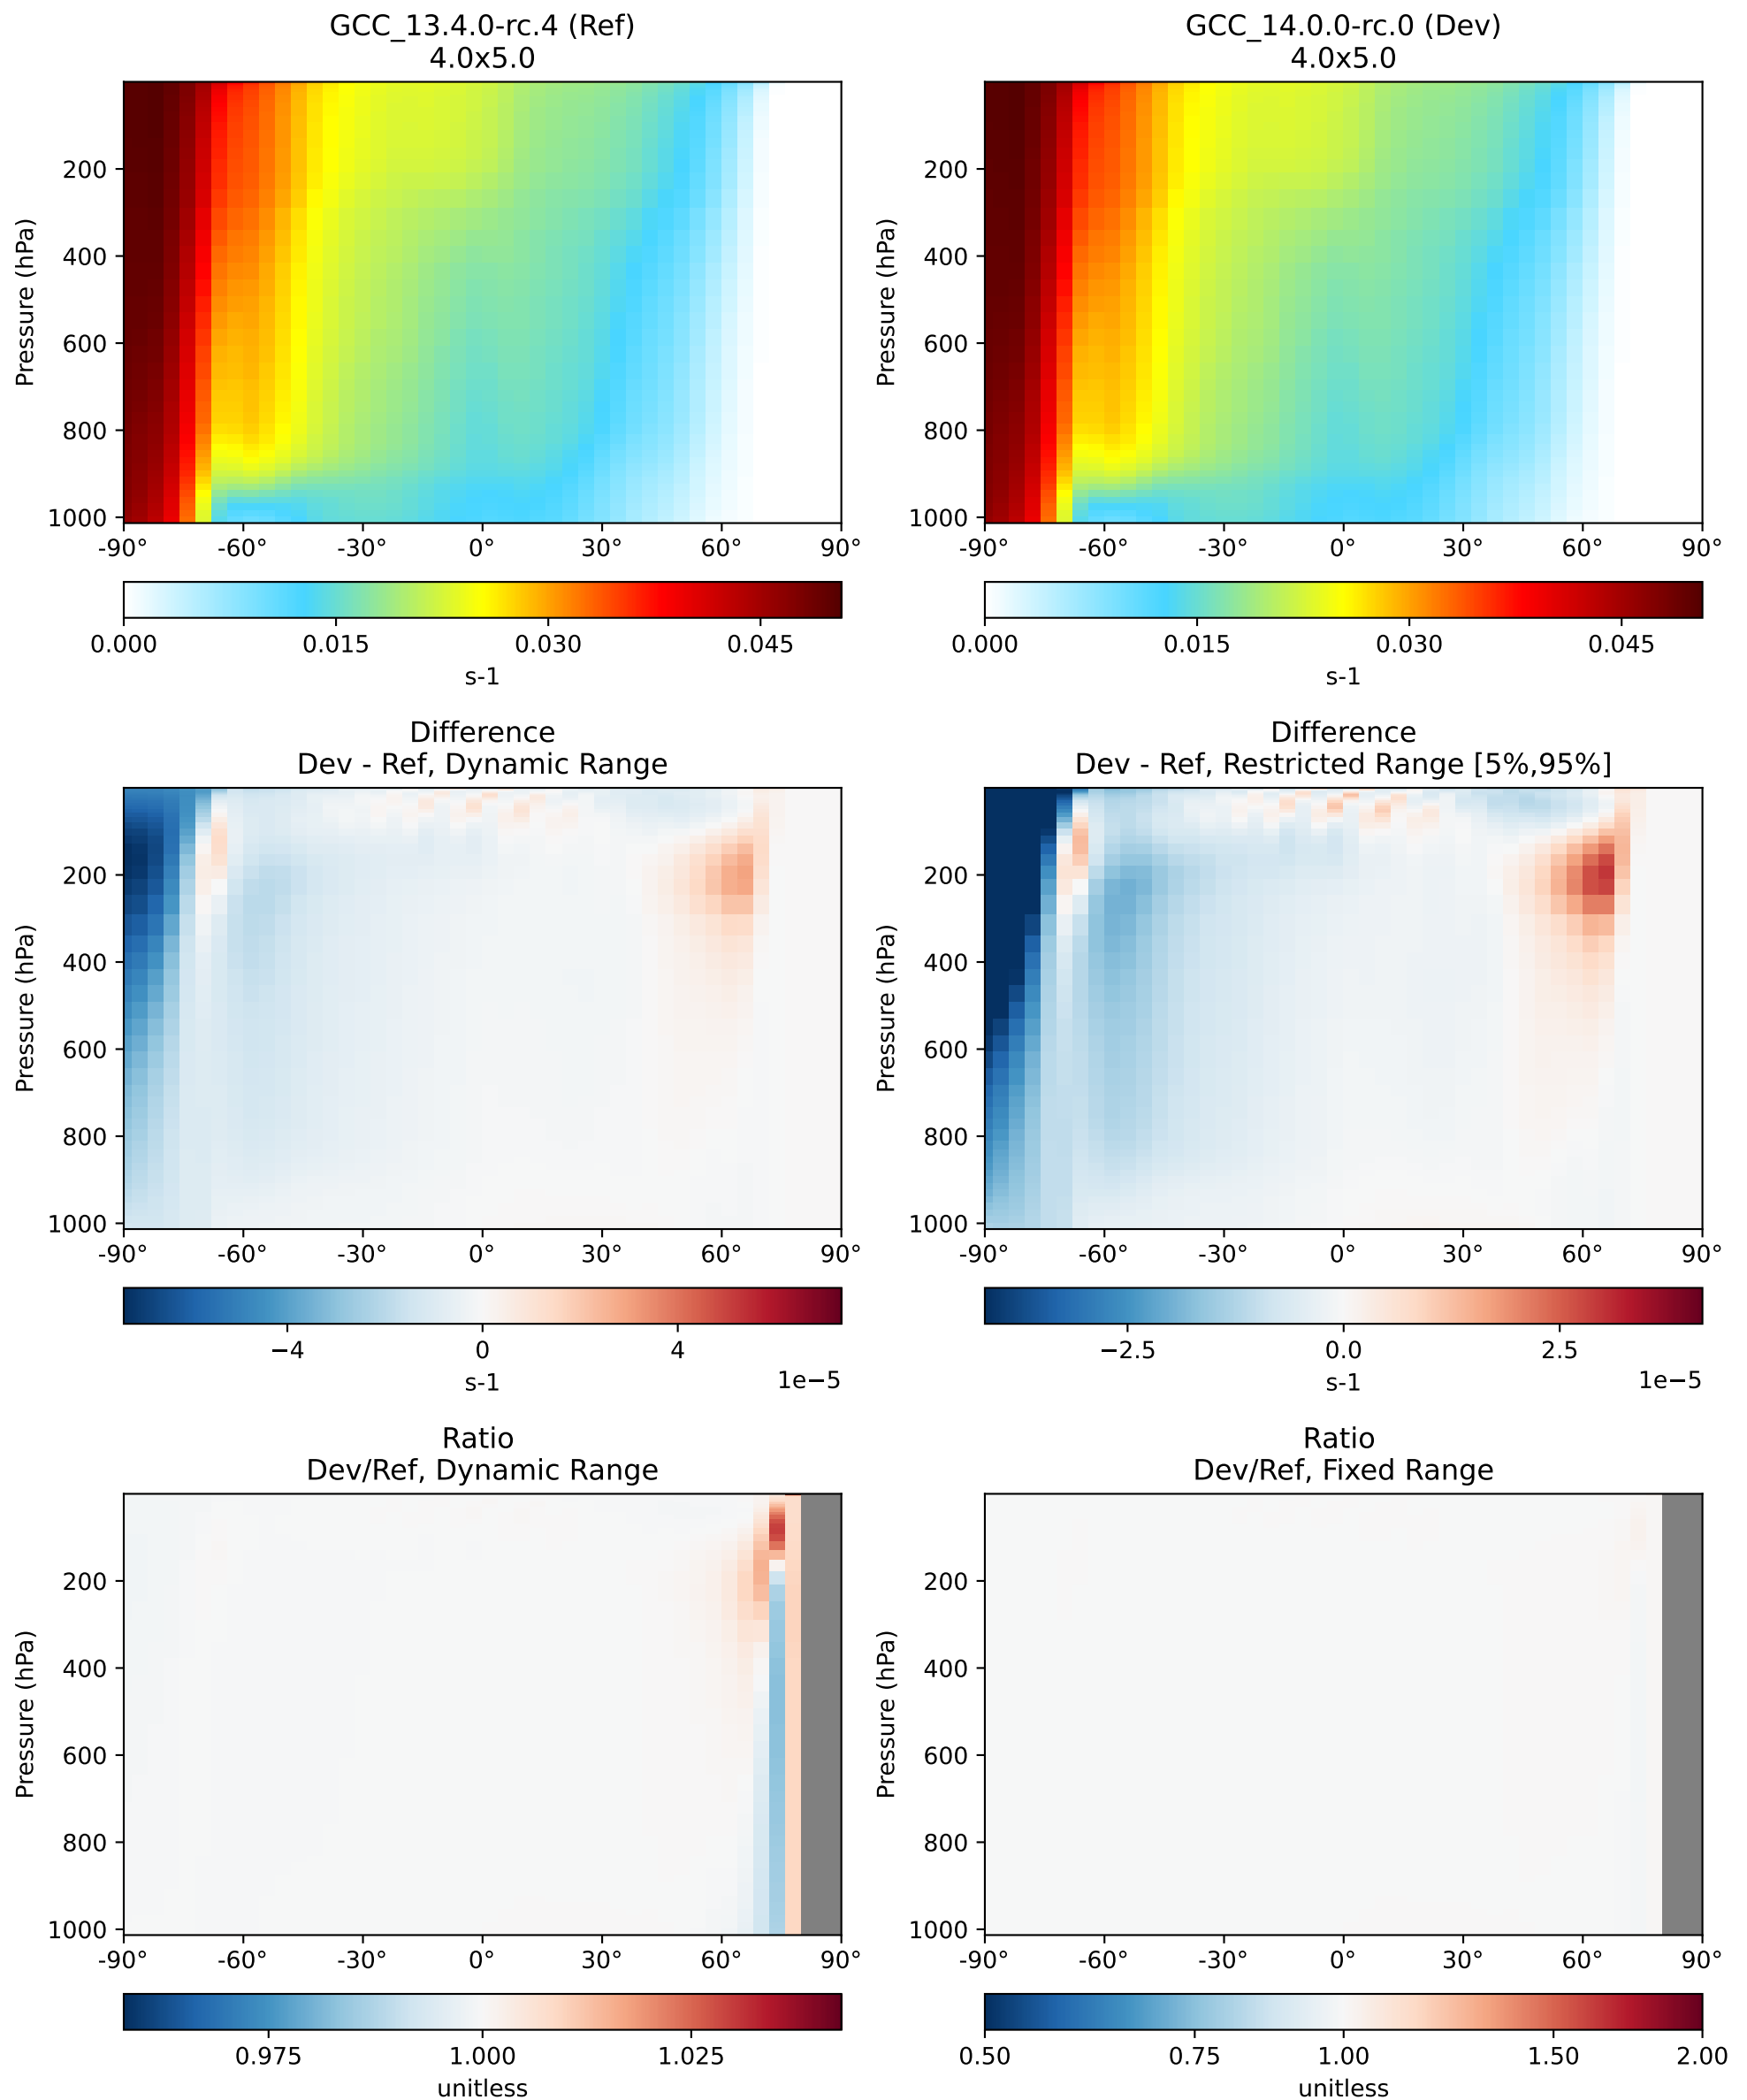 GCC_13.4.0-rc.4 (Ref)
4.0x5.0
Pressure (hPa)
200
400
600
800
1000
-90° -60° -30° 0° 30° 60° 90°
0.000 0.015 0.030 0.045
s-1
GCC_14.0.0-rc.0 (Dev)
4.0x5.0
Pressure (hPa)
200
400
600
800
1000
-90° -60° -30° 0° 30° 60° 90°
0.000 0.015 0.030 0.045
s-1
Difference
Dev - Ref, Dynamic Range
Pressure (hPa)
200
400
600
800
1000
-90° -60° -30° 0° 30° 60° 90°
−4 0 4
s-1 1e−5
Difference
Dev - Ref, Restricted Range [5%,95%]
Pressure (hPa)
200
400
600
800
1000
-90° -60° -30° 0° 30° 60° 90°
−2.5 0.0 2.5
s-1 1e−5
Ratio
Dev/Ref, Dynamic Range
Pressure (hPa)
200
400
600
800
1000
-90° -60° -30° 0° 30° 60° 90°
0.975 1.000 1.025
unitless
Ratio
Dev/Ref, Fixed Range
Pressure (hPa)
200
400
600
800
1000
-90° -60° -30° 0° 30° 60° 90°
0.50 0.75 1.00 1.50 2.00
unitless